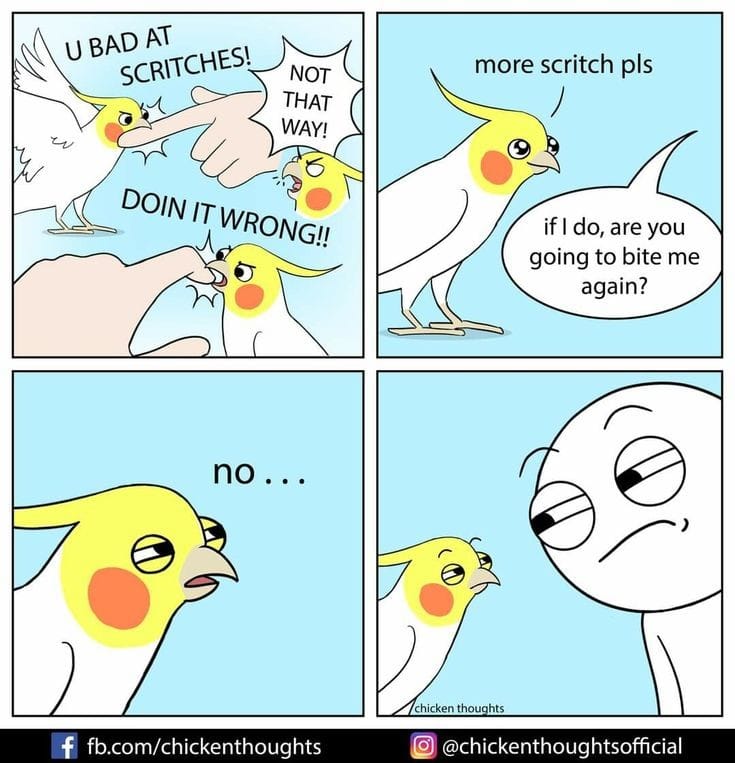 U BAD AT
SCRITCHES!
NOT
THAT
WAY!
DOIN IT WRONG!!
more scritch pls
if I do, are you
going to bite me
again?
no...
chicken thoughts
fb.com/chickenthoughts
@chickenthoughtsofficial